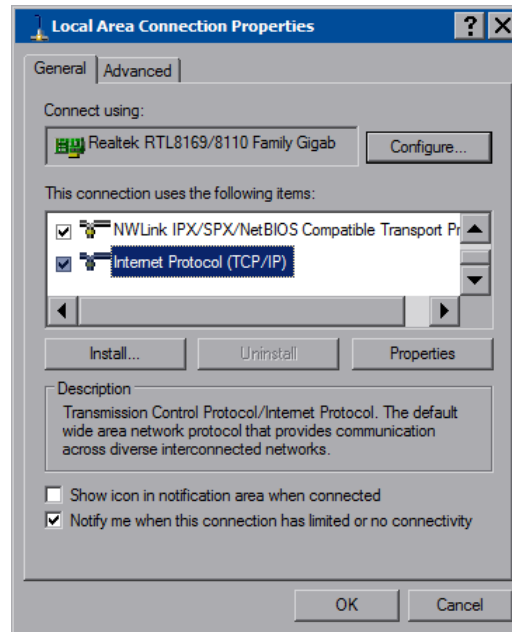 Local Area Connection Properties
General
Advanced
Connect using:
Realtek RTL8169/8110 Family Gigab
Configure...
This connection uses the following items:
NWLink IPX/SPX/NetBIOS Compatible Transport Pr
Internet Protocol (TCP/IP)
Install...
Uninstall
Properties
Description
Transmission Control Protocol/Internet Protocol. The default
wide area network protocol that provides communication
across diverse interconnected networks.
Show icon in notification area when connected
Notify me when this connection has limited or no connectivity
OK
Cancel